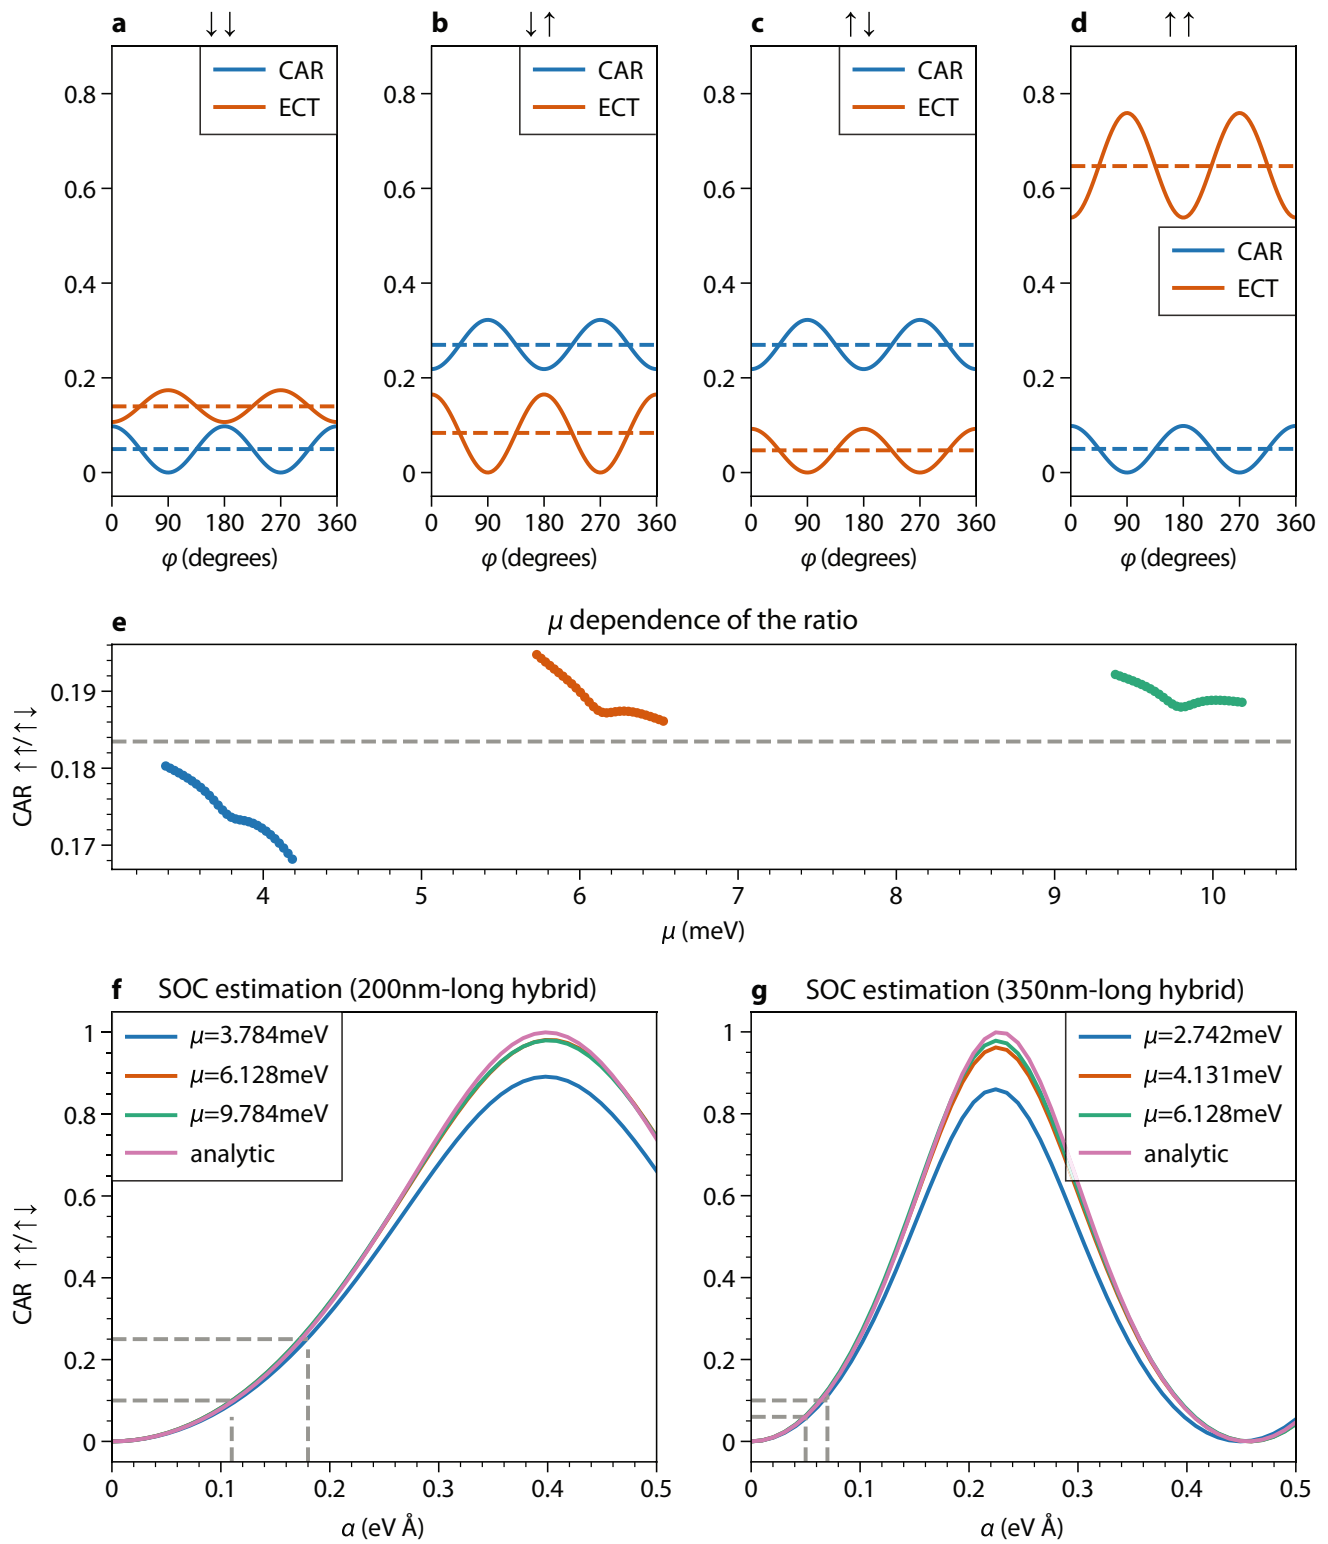 a ↓↓ b ↓↑ c ↑↓ d ↑↑
CAR CAR CAR
ECT ECT ECT
CAR
ECT
0.8 0.8 0.8 0.8
0.6 0.6 0.6 0.6
0.4 0.4 0.4 0.4
0.2 0.2 0.2 0.2
0 0 0 0
0 90 180 270 360 0 90 180 270 360 0 90 180 270 360 0 90 180 270 360
φ (degrees) φ (degrees) φ (degrees) φ (degrees)
e μ dependence of the ratio
CAR ↑↑/↑↓
0.19
0.18
0.17
4 5 6 7 8 9 10
μ (meV)
f SOC estimation (200nm-long hybrid)
μ=3.784meV
μ=6.128meV
μ=9.784meV
analytic
CAR ↑↑/↑↓
1
0.8
0.6
0.4
0.2
0
0 0.1 0.2 0.3 0.4 0.5
α (eV Å)
g SOC estimation (350nm-long hybrid)
μ=2.742meV
μ=4.131meV
μ=6.128meV
analytic
1
0.8
0.6
0.4
0.2
0
0 0.1 0.2 0.3 0.4 0.5
α (eV Å)